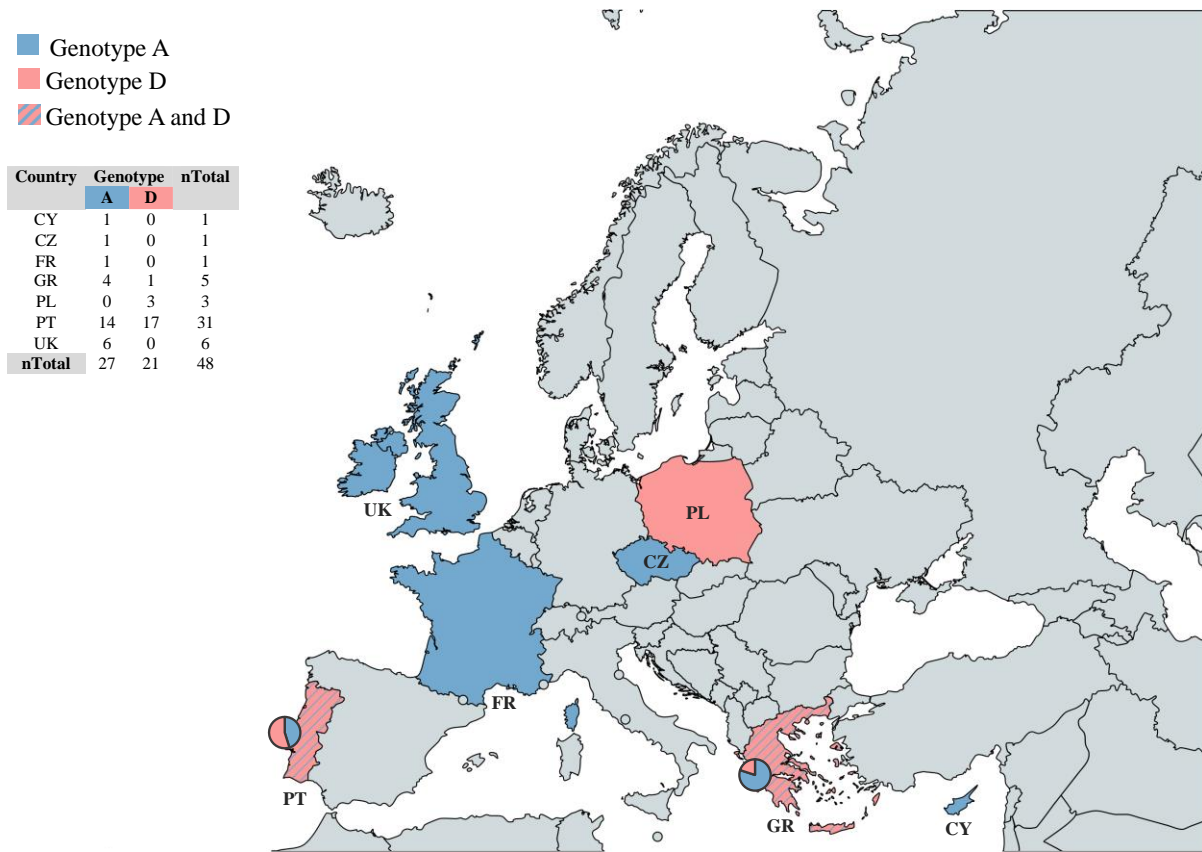 Genotype A
Genotype D
Genotype A and D
Country Genotype nTotal
A D
CY 1 0 1
CZ 1 0 1
FR 1 0 1
GR 4 1 5
PL 0 3 3
PT 14 17 31
UK 6 0 6
nTotal 27 21 48
UK
PL
CZ
FR
PT
GR
CY